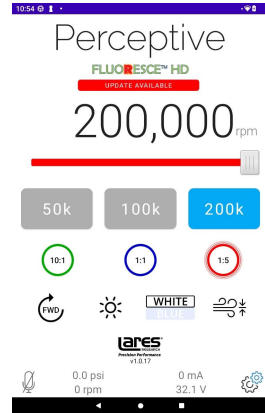 10:54
Perceptive
FLUORESCE™ HD
UPDATE AVAILABLE
200,000 rpm
50k 100k 200k
10:1 1:1 1:5
FWD WHITE
BLUE
LARES
RESEARCH
Precision Performance
v1.0.17
0.0 psi 0 mA
0 rpm 32.1 V